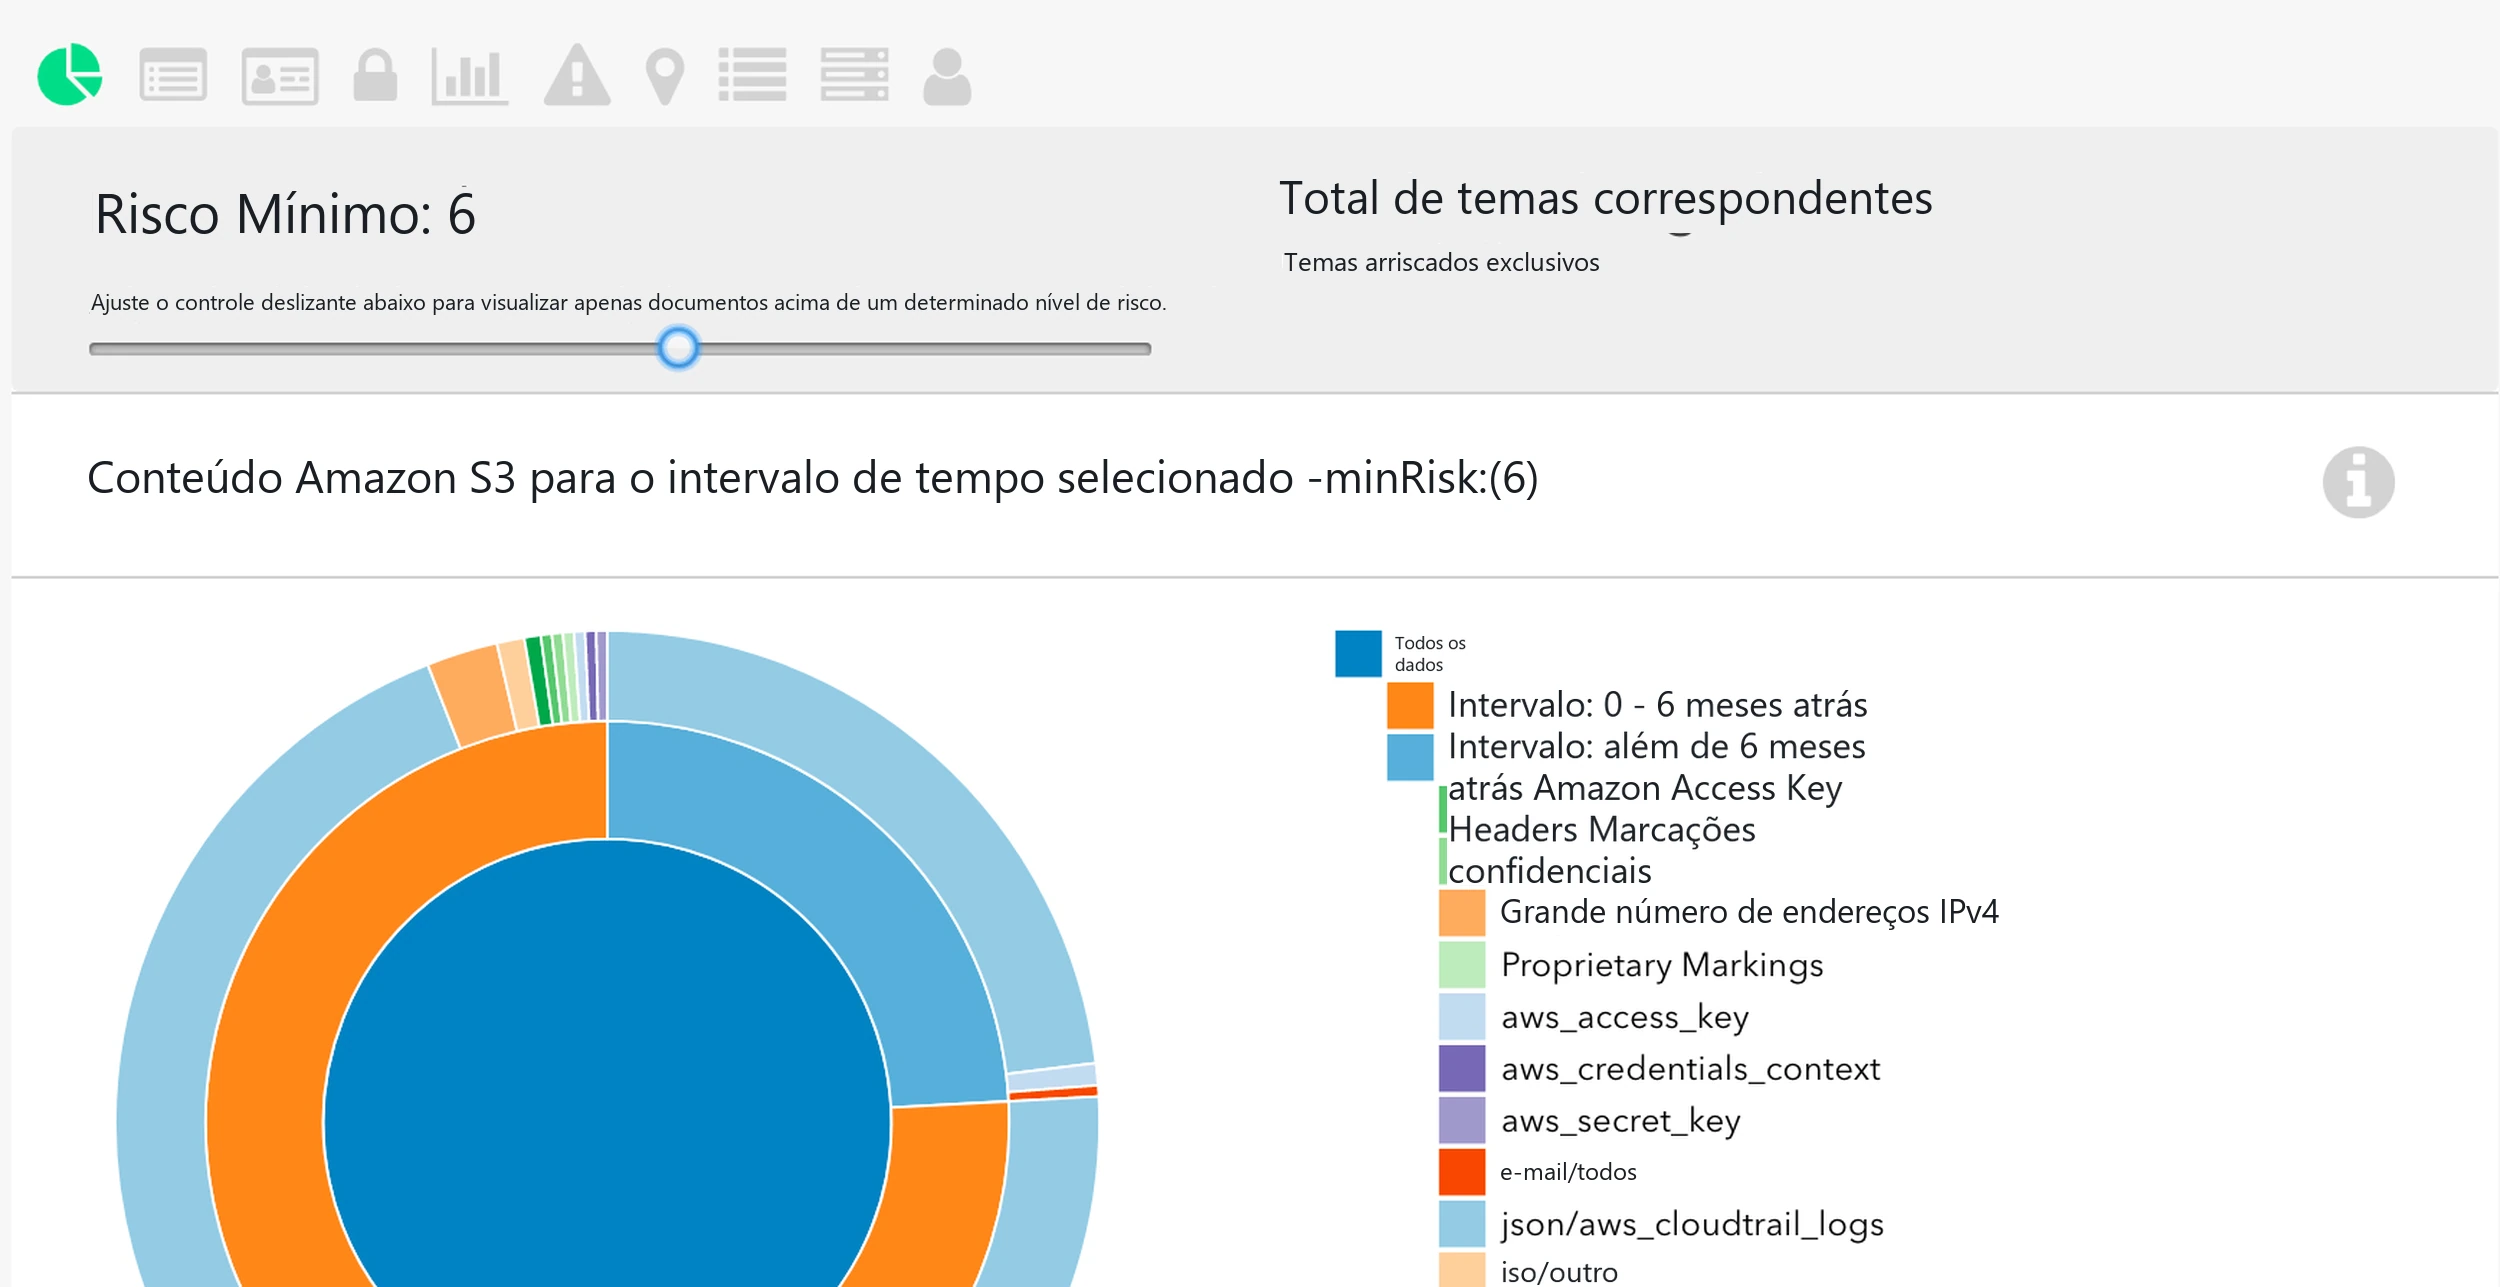 Risco Mínimo: 6
Total de temas correspondentes
Temas arriscados exclusivos
Ajuste o controle deslizante abaixo para visualizar apenas documentos acima de um determinado nível de risco.
Conteúdo Amazon S3 para o intervalo de tempo selecionado -minRisk:(6)
Todos os
dados
Intervalo: 0 - 6 meses atrás
Intervalo: além de 6 meses
atrás Amazon Access Key
Headers Marcações
confidenciais
Grande número de endereços IPv4
Proprietary Markings
aws_access_key
aws_credentials_context
aws_secret_key
e-mail/todos
json/aws_cloudtrail_logs
iso/outro